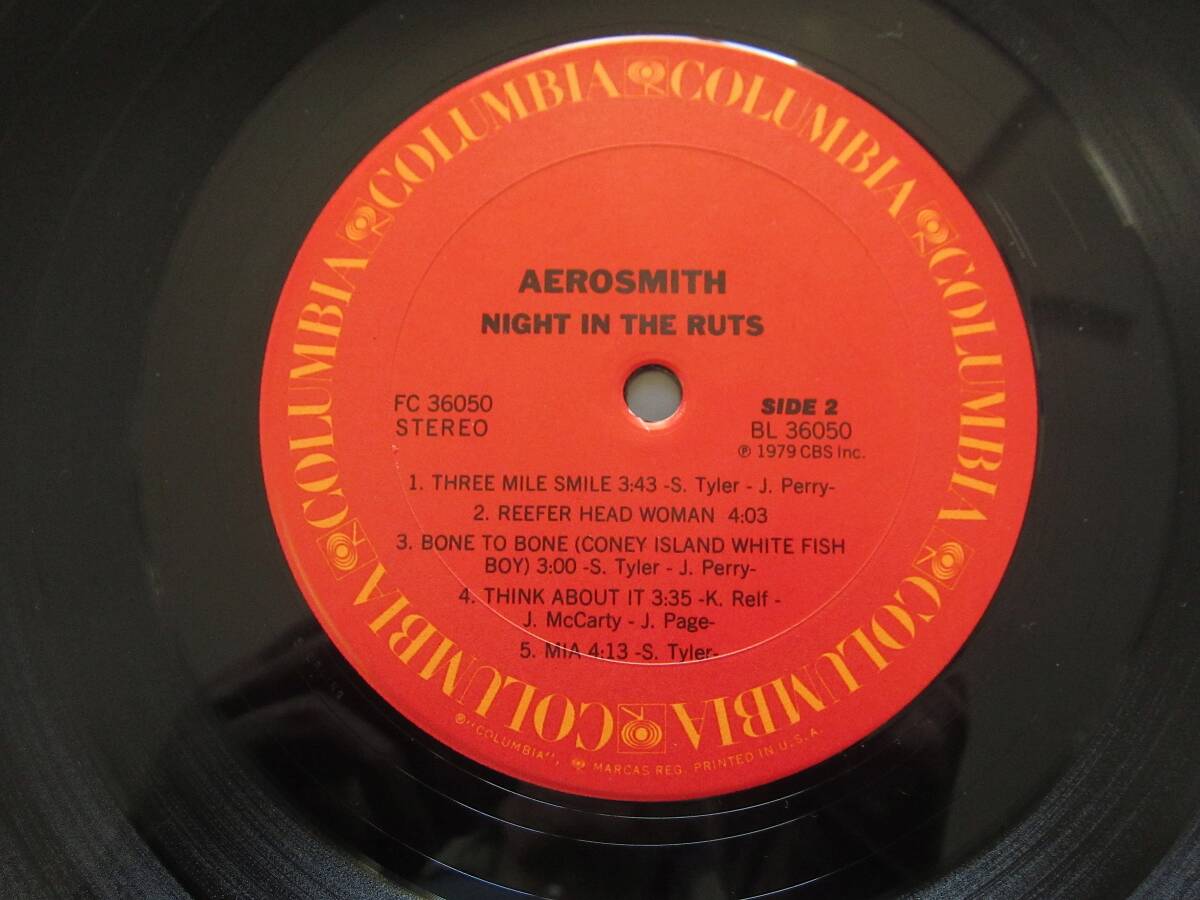 COLUMBIA COLUMBIA COLUMBIA COLUMBIA COLUMBIA COLUMBIA
AEROSMITH
NIGHT IN THE RUTS
FC 36050
STEREO
SIDE 2
BL 36050
℗ 1979 CBS Inc.
1. THREE MILE SMILE 3:43 -S. Tyler - J. Perry-
2. REEFER HEAD WOMAN 4:03
3. BONE TO BONE (CONEY ISLAND WHITE FISH
BOY) 3:00 -S. Tyler - J. Perry-
4. THINK ABOUT IT 3:35 -K. Relf -
J. McCarty - J. Page-
5. MIA 4:13 -S. Tyler-
® "COLUMBIA", MARCAS REG. PRINTED IN U.S.A.